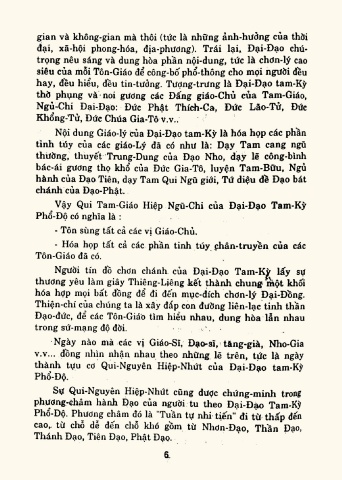 gian và không-gian mà thôi (tức là những ảnh-hưởng của thời
đại, xã-hội phong-hóa, địa-phương). Trái lại, Đại-Đạo chú-
trọng nêu sáng và dung hòa phần nội-dung, tức là chơn-lý cao
siêu của mỗi Tôn-Giáo để công-bố phổ-thông cho mọi người đều
hay, đều hiểu, đều tin-tưởng. Tượng-trưng là Đại-đạo tam-Kỳ
thờ phụng và noi gương các Đấng giáo-Chủ của Tam-Giáo,
Ngũ-Chi Đại-Đạo: Đức Phật Thích-Ca, Đức Lão-Tử, Đức
Khổng-Tử, Đức Chúa Gia-Tô v.v..
Nội dung Giáo-lý của Đại-Đạo tam-Kỳ là hóa họp các phần
tinh túy của các giáo-Lý đã có như là: Dạy Tam cang ngũ
thường, thuyết Trung-Dung của Đạo Nho, dạy lẽ công-bình
bác-ái gương thọ khổ của Đức Gia-Tô, luyện Tam-Bửu, Ngũ
hành của Đạo Tiên, dạy Tam Qui Ngũ giới, Tứ diệu đề Đạo bát
chánh của Đạo-Phật.
Vậy Qui Tam-Giáo Hiệp Ngũ-Chi của Đại-Đạo Tam-Kỳ
Phổ-Độ có nghĩa là :
- Tôn sùng tất cả các vị Giáo-Chủ.
- Hóa họp tất cả các phần tinh túy phân-truyền của các
Tôn-Giáo đã có.
Người tín đồ chơn chánh của Đại-Đạo Tam-Kỳ lấy sự
thương yêu làm giây Thiêng-Liêng kết thành chung một khối
hóa hợp mọi bất đồng để đi đến mục-đích chơn-lý Đại-Đồng.
Thiện-chí của chúng ta là xây đắp con đường liên-lạc tinh thần
Đạo-đức, để các Tôn-Giáo tìm hiểu nhau, dung hòa lẫn nhau
trong sứ-mạng độ đời.
Ngày nào mà các vị Giáo-Sĩ, Đạo-sĩ, tăng-già, Nho-Gia
v.v... đồng nhìn nhận nhau theo những lẽ trên, tức là ngày
thành tựu cơ Qui-Nguyên Hiệp-Nhứt của Đại-Đạo tam-Kỳ
Phổ-Độ.
Sự Qui-Nguyên Hiệp-Nhứt cũng được chứng-minh trong
phương-châm hành Đạo của người tu theo Đại-Đạo Tam-Kỳ
Phổ-Độ. Phương châm đó là "Tuần tự nhi tiến" đi từ thấp đến
cao, từ chỗ dễ đến chỗ khó gồm từ Nhơn-Đạo, Thần Đạo,
Thánh Đạo, Tiên Đạo, Phật Đạo.
6